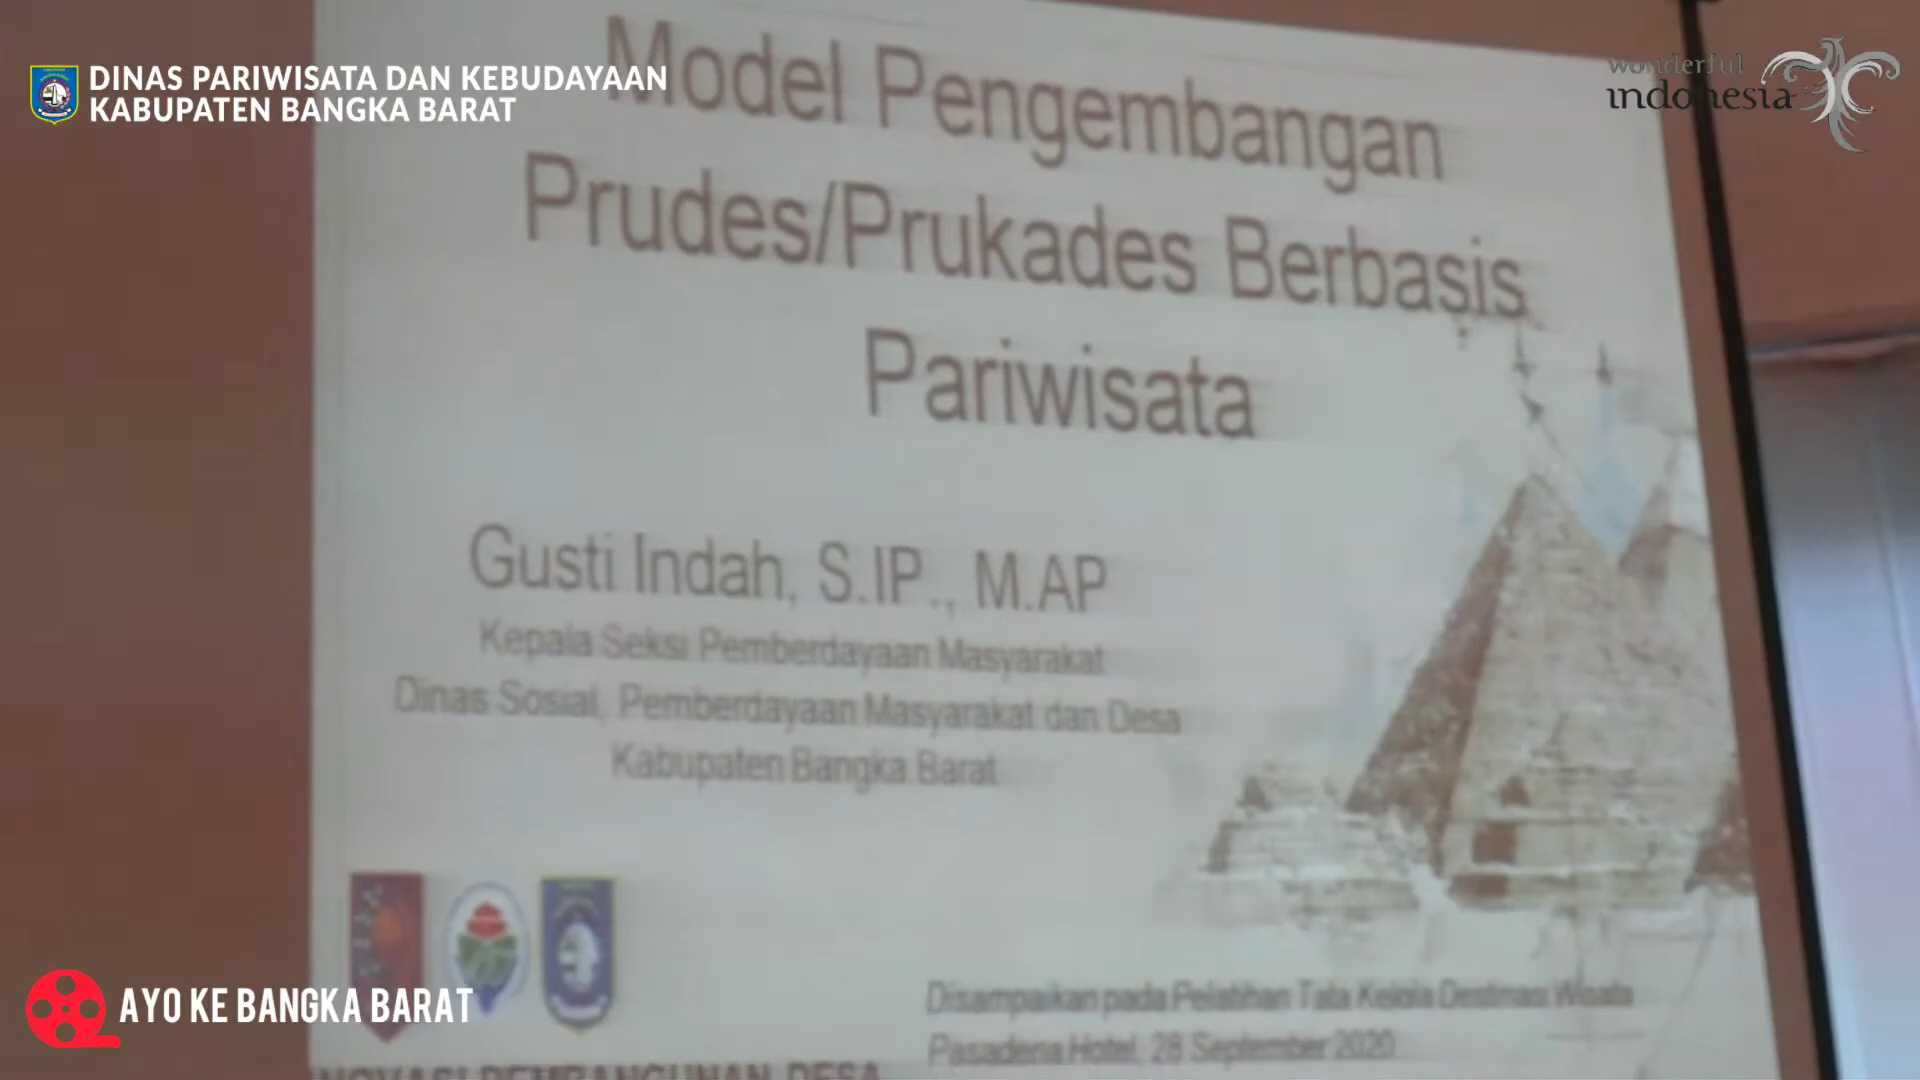 DINAS PARIWISATA DAN KEBUDAYAAN
KABUPATEN BANGKA BARAT
wonderful
indonesia
Model Pengembangan
Prudes/Prukades Berbasis
Pariwisata
Gusti Indah, S.IP., M.AP
Kepala Seksi Pemberdayaan Masyarakat
Dinas Sosial, Pemberdayaan Masyarakat dan Desa
Kabupaten Bangka Barat
AYO KE BANGKA BARAT
Disampaikan pada Pelatihan Tata Kelola Destinasi Wisata
Pasadena Hotel, 28 September 2020
PEMBANGUNAN DESA